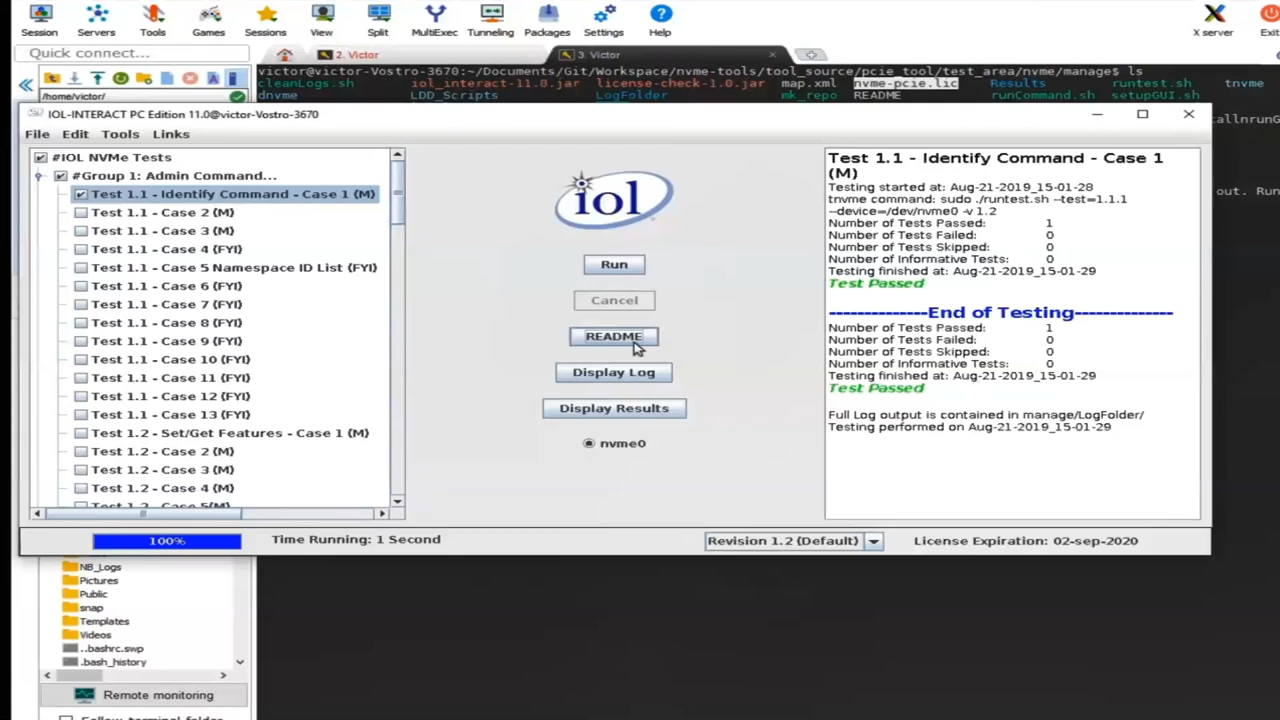 Session
Servers
Tools
Games
Sessions
View
Split
MultiExec
Tunneling
Packages
Settings
Help
X server
Exit
Quick connect...
2. Victor
3. Victor
/home/victor/
victor@victor-Vostro-3670:~/Documents/Git/Workspace/nvme-tools/tool_source/pcie_tool/test_area/nvme/manage$ ls
cleanLogs.sh iol_interact-11.0.jar license-check-1.0.jar map.xml nvme-pcie.lic Results runtest.sh tnvme
dnvme LDD_Scripts LogFolder mk_repo README runCommand.sh setupGUI.sh
IOL-INTERACT PC Edition 11.0@victor-Vostro-3670
File Edit Tools Links
#IOL NVMe Tests
#Group 1: Admin Command...
Test 1.1 - Identify Command - Case 1 (M)
Test 1.1 - Case 2 (M)
Test 1.1 - Case 3 (M)
Test 1.1 - Case 4 (FYI)
Test 1.1 - Case 5 Namespace ID List (FYI)
Test 1.1 - Case 6 (FYI)
Test 1.1 - Case 7 (FYI)
Test 1.1 - Case 8 (FYI)
Test 1.1 - Case 9 (FYI)
Test 1.1 - Case 10 (FYI)
Test 1.1 - Case 11 (FYI)
Test 1.1 - Case 12 (FYI)
Test 1.1 - Case 13 (FYI)
Test 1.2 - Set/Get Features - Case 1 (M)
Test 1.2 - Case 2 (M)
Test 1.2 - Case 3 (M)
Test 1.2 - Case 4 (M)
Test 1.2 - Case 5(M)
iol
Run
Cancel
README
Display Log
Display Results
nvme0
Test 1.1 - Identify Command - Case 1
(M)
Testing started at: Aug-21-2019_15-01-28
tnvme command: sudo ./runtest.sh --test=1.1.1
--device=/dev/nvme0 -v 1.2
Number of Tests Passed: 1
Number of Tests Failed: 0
Number of Tests Skipped: 0
Number of Informative Tests: 0
Testing finished at: Aug-21-2019_15-01-29
Test Passed
--------------End of Testing--------------
Number of Tests Passed: 1
Number of Tests Failed: 0
Number of Tests Skipped: 0
Number of Informative Tests: 0
Testing finished at: Aug-21-2019_15-01-29
Test Passed
Full Log output is contained in manage/LogFolder/
Testing performed on Aug-21-2019_15-01-29
100%
Time Running: 1 Second
Revision 1.2 (Default)
License Expiration: 02-sep-2020
out. Run
NB_Logs
Pictures
Public
snap
Templates
Videos
..bashrc.swp
.bash_history
Remote monitoring
Follow terminal folder